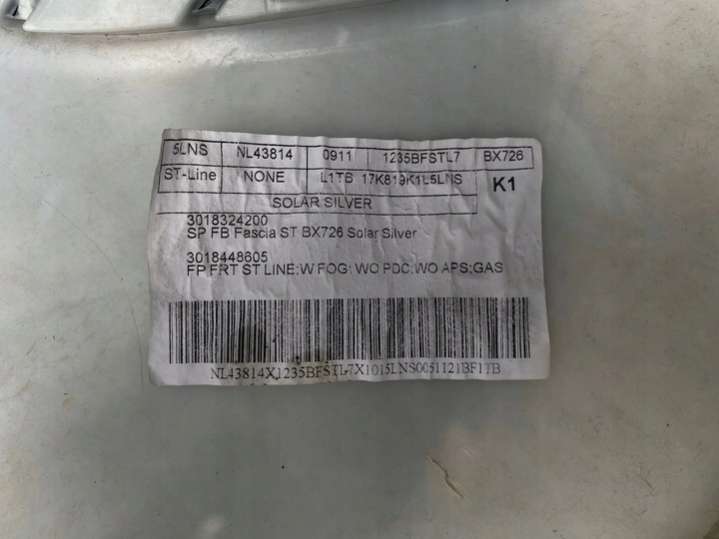 5LNS NL43814 0911 1235BFSTL7 BX726
ST-Line NONE L1TB 17K819K1L5LNS K1
SOLAR SILVER
3018324200
SP FB Fascia ST BX726 Solar Silver
3018448605
FP FRT ST LINE:W FOG: WO PDC:WO APS:GAS
NL43814X1235BFSTL7X1015LNS0051121BF1TB